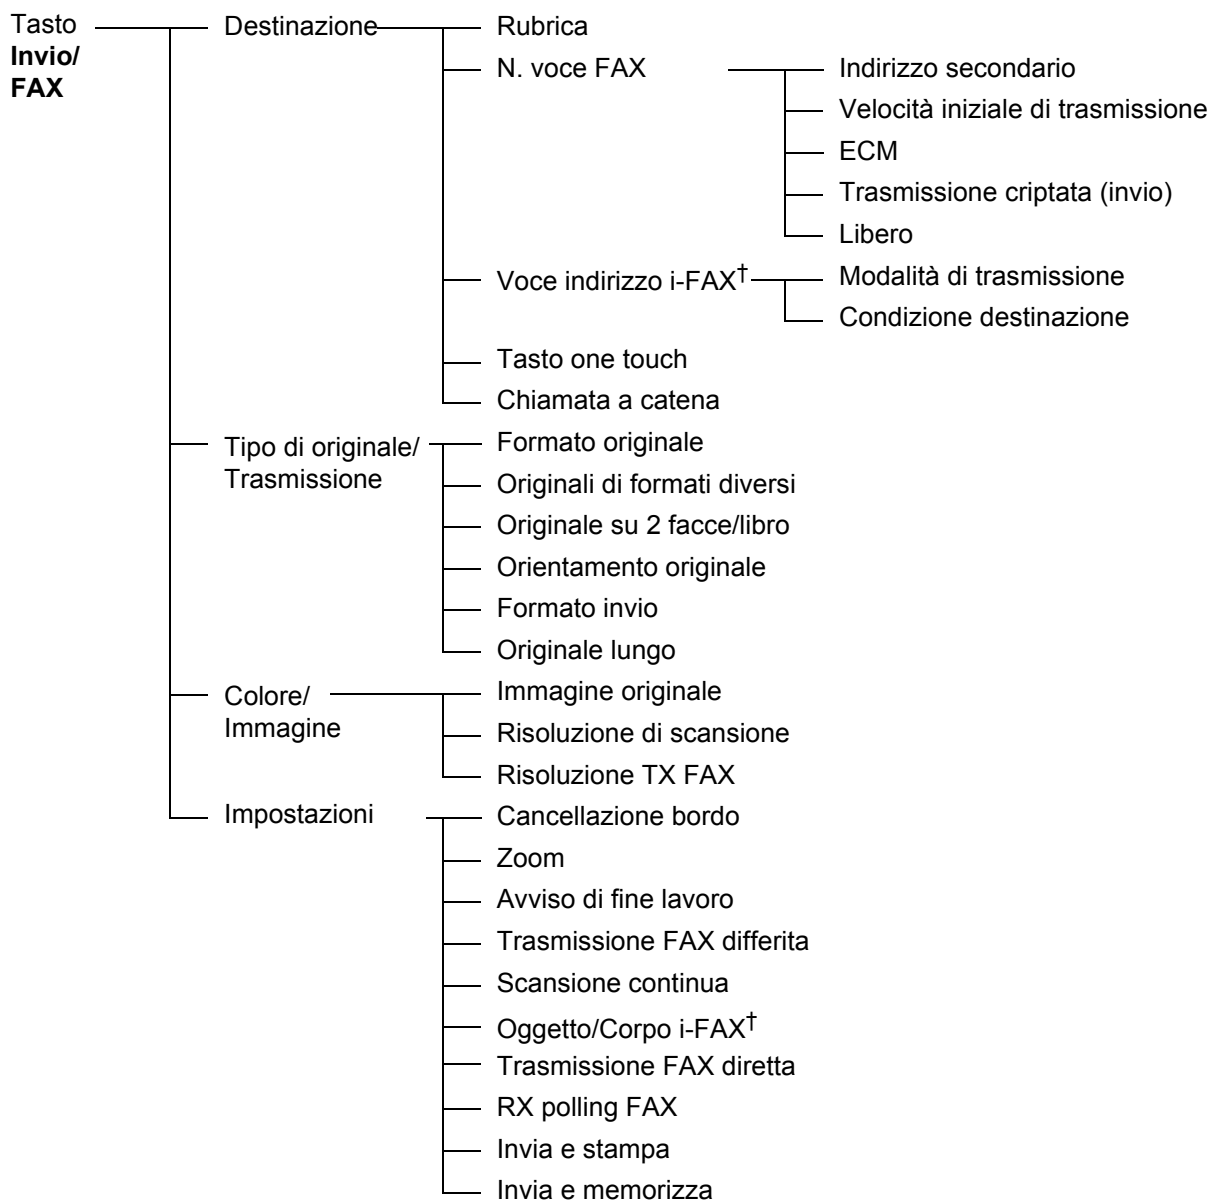 Tasto
Invio/
FAX
Destinazione
Rubrica
N. voce FAX
Indirizzo secondario
Velocità iniziale di trasmissione
ECM
Trasmissione criptata (invio)
Libero
Voce indirizzo i-FAX†
Modalità di trasmissione
Condizione destinazione
Tasto one touch
Chiamata a catena
Tipo di originale/
Trasmissione
Formato originale
Originali di formati diversi
Originale su 2 facce/libro
Orientamento originale
Formato invio
Originale lungo
Colore/
Immagine
Immagine originale
Risoluzione di scansione
Risoluzione TX FAX
Impostazioni
Cancellazione bordo
Zoom
Avviso di fine lavoro
Trasmissione FAX differita
Scansione continua
Oggetto/Corpo i-FAX†
Trasmissione FAX diretta
RX polling FAX
Invia e stampa
Invia e memorizza